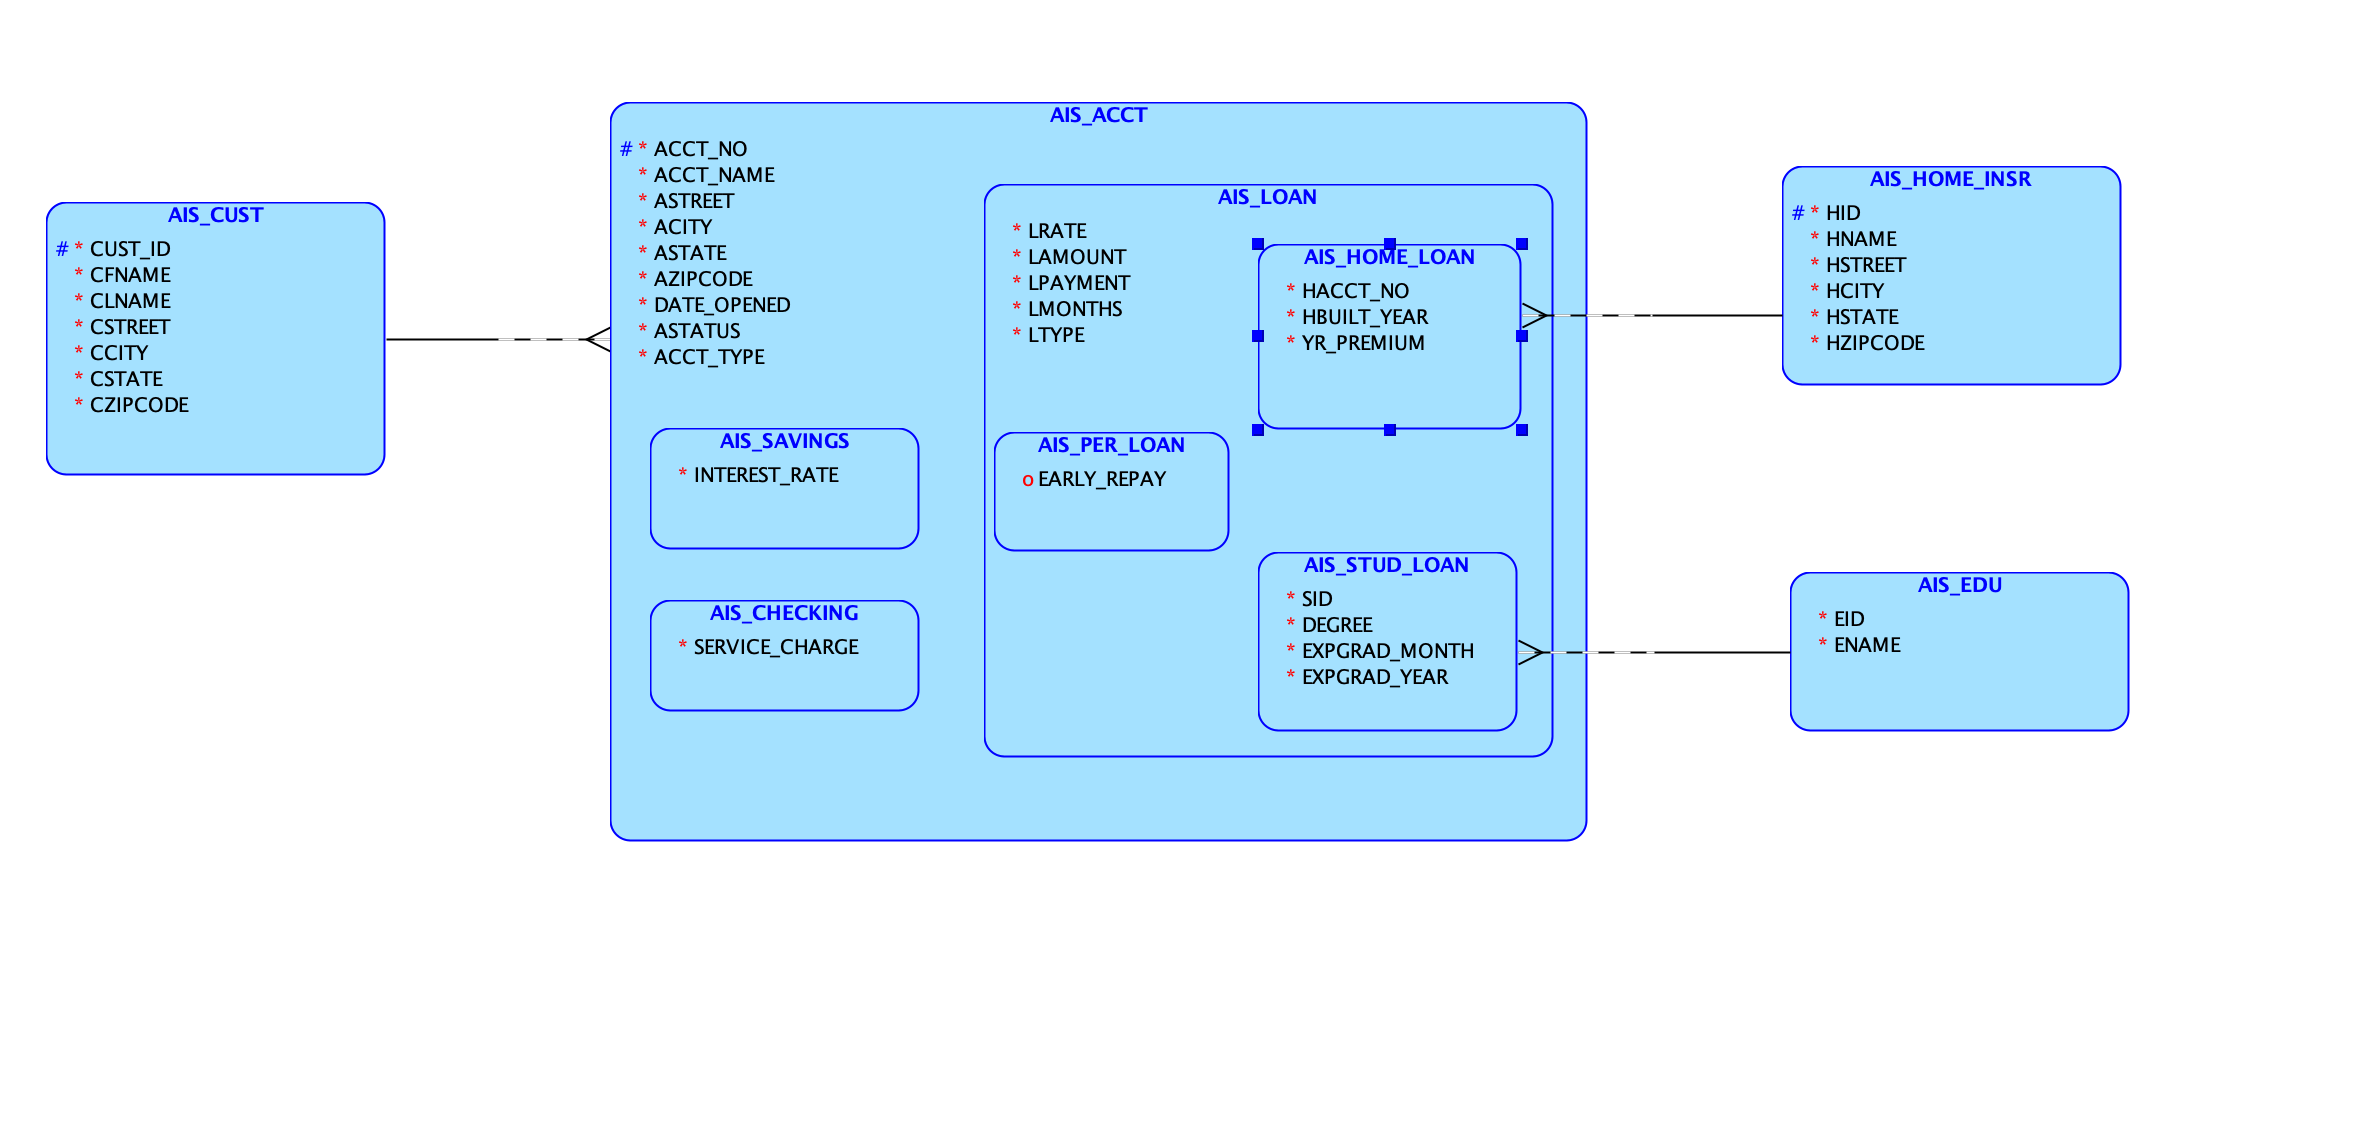 AIS_CUST
# * CUST_ID
* CFNAME
* CLNAME
* CSTREET
* CCITY
* CSTATE
* CZIPCODE
AIS_ACCT
# * ACCT_NO
* ACCT_NAME
* ASTREET
* ACITY
* ASTATE
* AZIPCODE
* DATE_OPENED
* ASTATUS
* ACCT_TYPE
AIS_SAVINGS
* INTEREST_RATE
AIS_CHECKING
* SERVICE_CHARGE
AIS_LOAN
* LRATE
* LAMOUNT
* LPAYMENT
* LMONTHS
* LTYPE
AIS_PER_LOAN
o EARLY_REPAY
AIS_HOME_LOAN
* HACCT_NO
* HBUILT_YEAR
* YR_PREMIUM
AIS_STUD_LOAN
* SID
* DEGREE
* EXPGRAD_MONTH
* EXPGRAD_YEAR
AIS_HOME_INSR
# * HID
* HNAME
* HSTREET
* HCITY
* HSTATE
* HZIPCODE
AIS_EDU
* EID
* ENAME